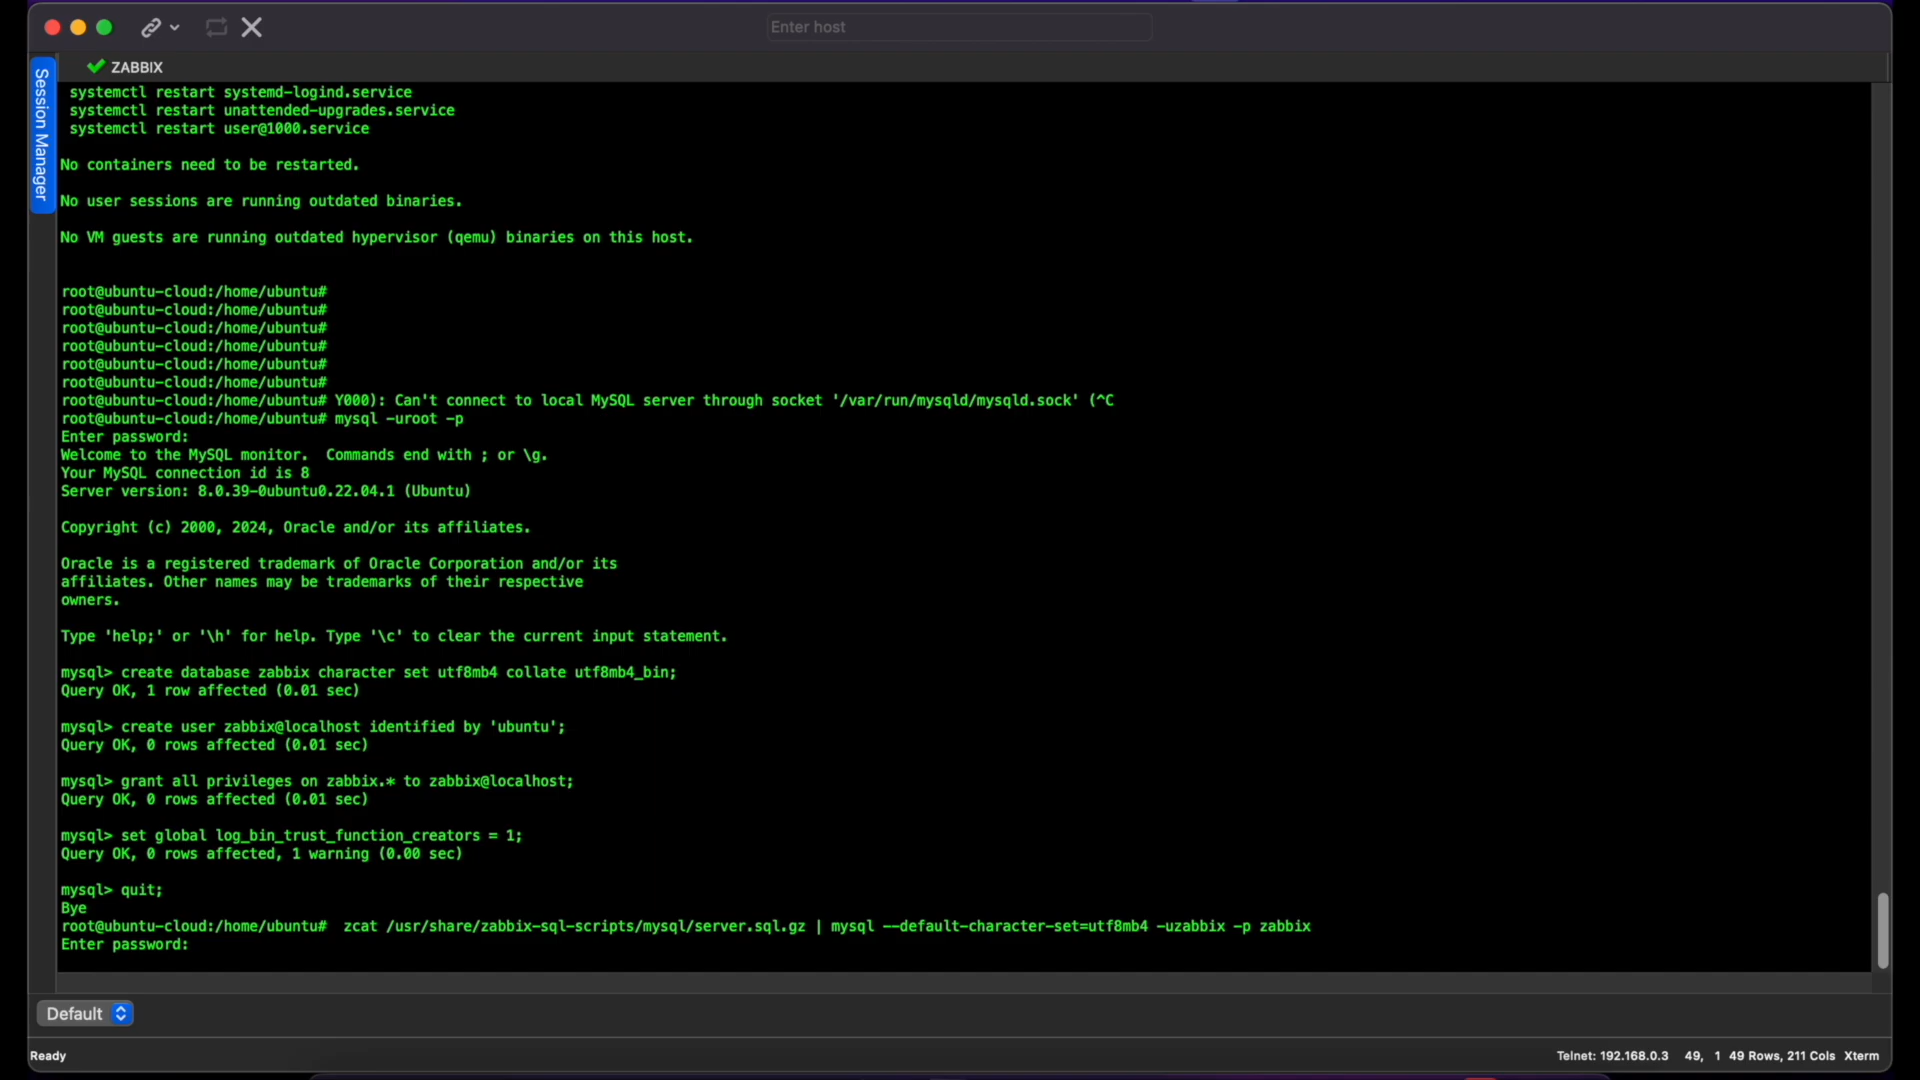 Enter host
ZABBIX
Session Manager
systemctl restart systemd-logind.service
systemctl restart unattended-upgrades.service
systemctl restart user@1000.service
No containers need to be restarted.
No user sessions are running outdated binaries.
No VM guests are running outdated hypervisor (qemu) binaries on this host.
root@ubuntu-cloud:/home/ubuntu#
root@ubuntu-cloud:/home/ubuntu#
root@ubuntu-cloud:/home/ubuntu#
root@ubuntu-cloud:/home/ubuntu#
root@ubuntu-cloud:/home/ubuntu#
root@ubuntu-cloud:/home/ubuntu#
root@ubuntu-cloud:/home/ubuntu# Y000): Can't connect to local MySQL server through socket '/var/run/mysqld/mysqld.sock' (^C
root@ubuntu-cloud:/home/ubuntu# mysql -uroot -p
Enter password:
Welcome to the MySQL monitor.  Commands end with ; or \g.
Your MySQL connection id is 8
Server version: 8.0.39-0ubuntu0.22.04.1 (Ubuntu)
Copyright (c) 2000, 2024, Oracle and/or its affiliates.
Oracle is a registered trademark of Oracle Corporation and/or its
affiliates. Other names may be trademarks of their respective
owners.
Type 'help;' or '\h' for help. Type '\c' to clear the current input statement.
mysql> create database zabbix character set utf8mb4 collate utf8mb4_bin;
Query OK, 1 row affected (0.01 sec)
mysql> create user zabbix@localhost identified by 'ubuntu';
Query OK, 0 rows affected (0.01 sec)
mysql> grant all privileges on zabbix.* to zabbix@localhost;
Query OK, 0 rows affected (0.01 sec)
mysql> set global log_bin_trust_function_creators = 1;
Query OK, 0 rows affected, 1 warning (0.00 sec)
mysql> quit;
Bye
root@ubuntu-cloud:/home/ubuntu#  zcat /usr/share/zabbix-sql-scripts/mysql/server.sql.gz | mysql --default-character-set=utf8mb4 -uzabbix -p zabbix
Enter password:
Default
Ready
Telnet: 192.168.0.3  49,  1  49 Rows, 211 Cols  Xterm